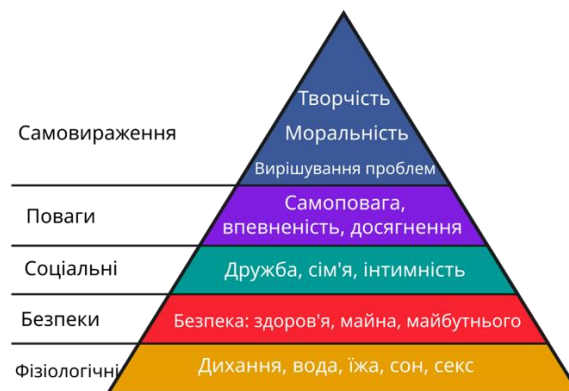 Творчість
Самовираження
Моральність
Вирішування проблем
Поваги
Самоповага,
впевненість, досягнення
Соціальні
Дружба, сім'я, інтимність
Безпеки
Безпека: здоров'я, майна, майбутнього
Фізіологічні
Дихання, вода, їжа, сон, секс